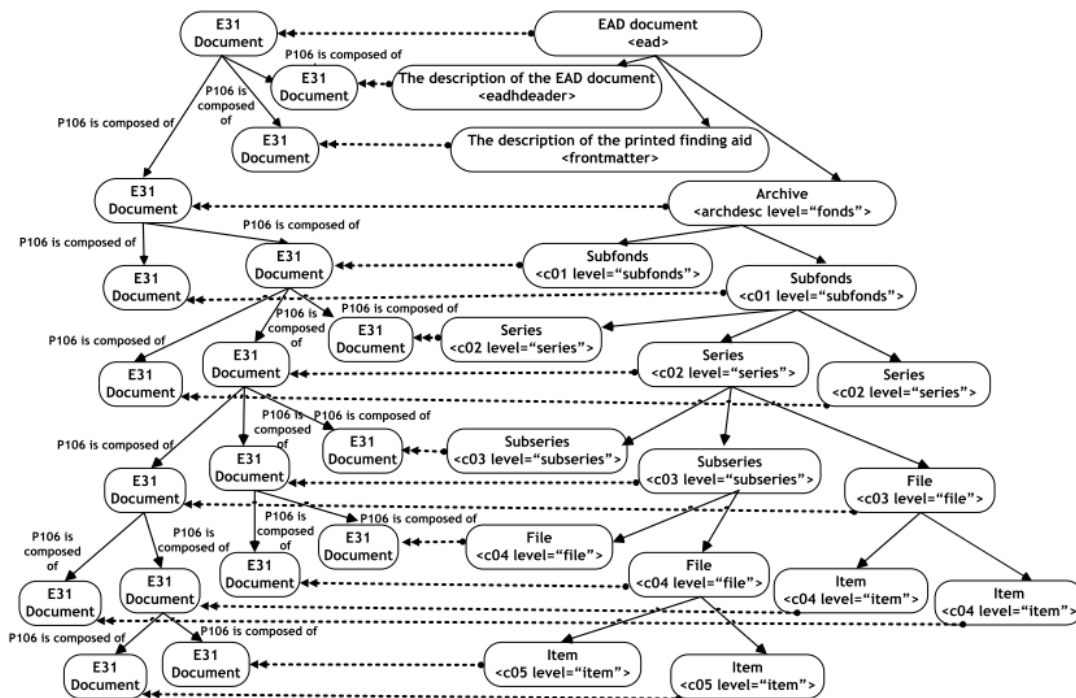 E31
Document
EAD document
<ead>
P106 is composed of
E31
Document
The description of the EAD document
<eadhdeader>
P106 is composed of
P106 is
composed
of
E31
Document
The description of the printed finding aid
<frontmatter>
E31
Document
Archive
<archdesc level=“fonds”>
P106 is composed of
P106 is composed of
E31
Document
Subfonds
<c01 level=“subfonds”>
E31
Document
Subfonds
<c01 level=“subfonds”>
P106 is composed of
P106 is
composed
of
P106 is composed of
E31
Document
Series
<c02 level=“series”>
E31
Document
Series
<c02 level=“series”>
E31
Document
Series
<c02 level=“series”>
P106 is composed of
P106 is
composed
of
P106 is composed of
E31
Document
Subseries
<c03 level=“subseries”>
E31
Document
Subseries
<c03 level=“subseries”>
E31
Document
File
<c03 level=“file”>
P106 is
composed
of
P106 is
composed of
P106 is
composed
of
P106 is composed of
E31
Document
File
<c04 level=“file”>
E31
Document
File
<c04 level=“file”>
E31
Document
Item
<c04 level=“item”>
E31
Document
Item
<c04 level=“item”>
P106 is composed of
P106 is composed of
E31
Document
Item
<c05 level=“item”>
E31
Document
Item
<c05 level=“item”>